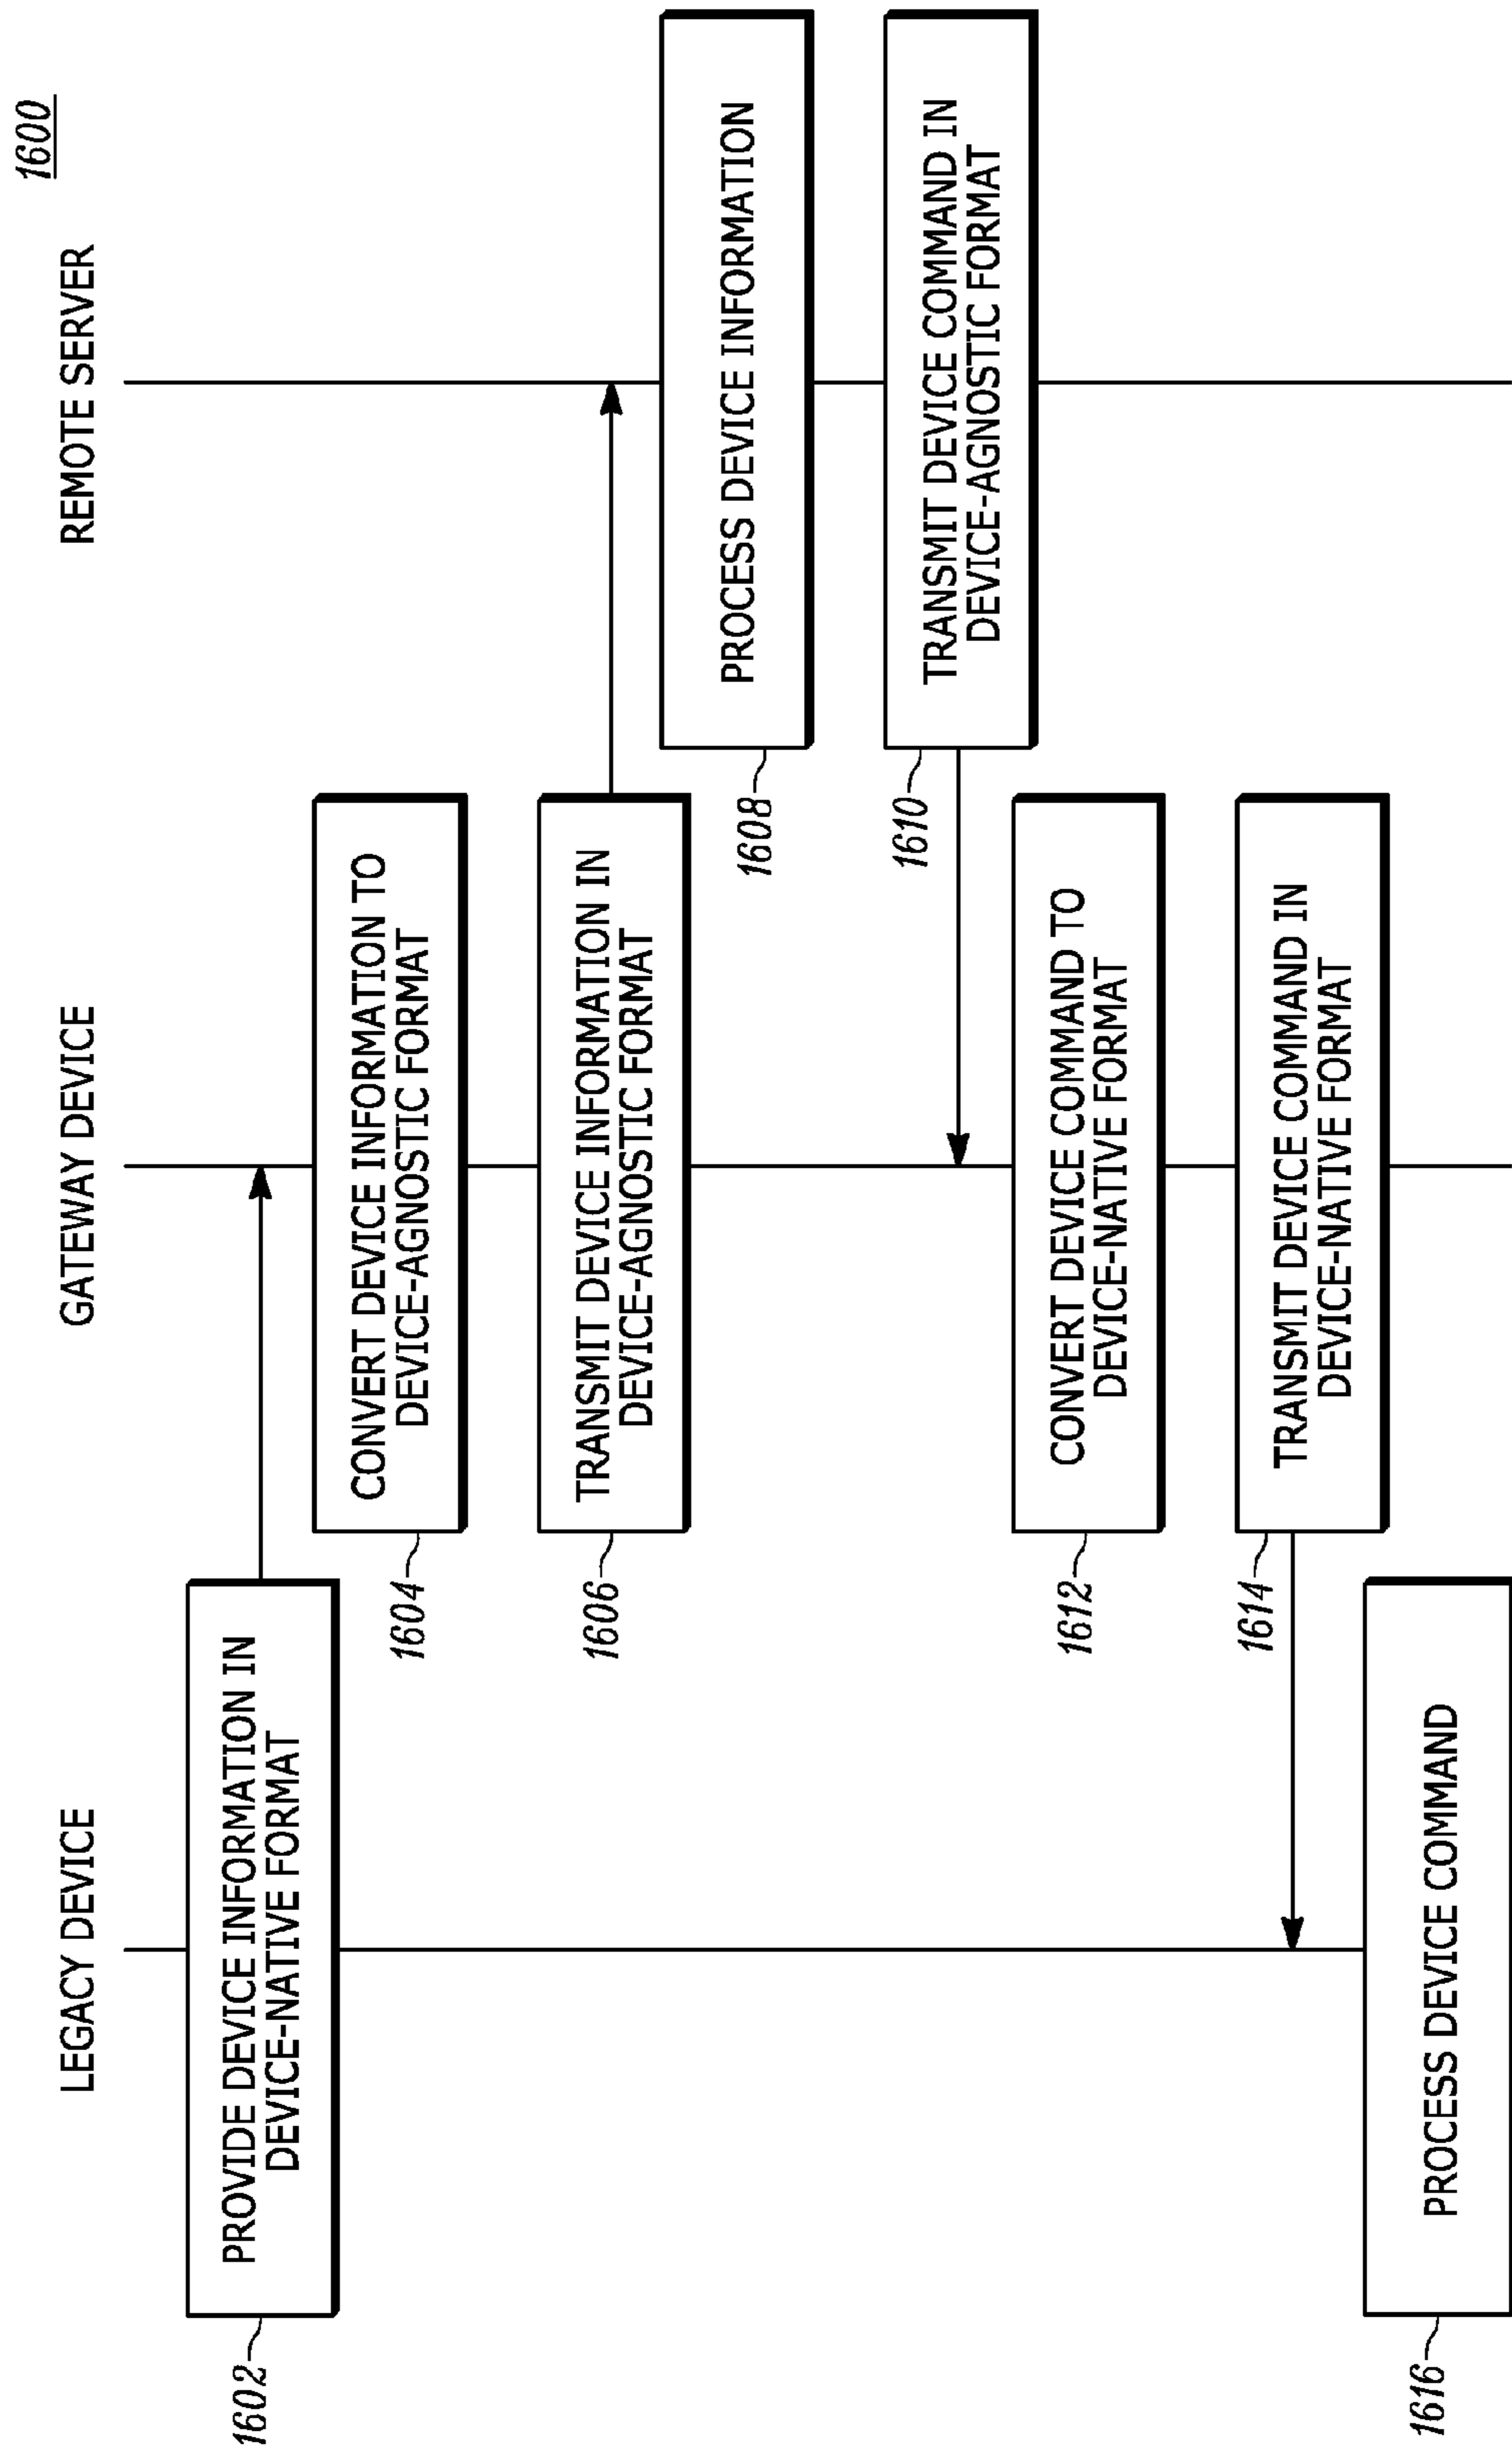 1600
LEGACY DEVICE
GATEWAY DEVICE
REMOTE SERVER
PROVIDE DEVICE INFORMATION IN
DEVICE-NATIVE FORMAT
1602
CONVERT DEVICE INFORMATION TO
DEVICE-AGNOSTIC FORMAT
1604
TRANSMIT DEVICE INFORMATION IN
DEVICE-AGNOSTIC FORMAT
1606
PROCESS DEVICE INFORMATION
1608
TRANSMIT DEVICE COMMAND IN
DEVICE-AGNOSTIC FORMAT
1610
CONVERT DEVICE COMMAND TO
DEVICE-NATIVE FORMAT
1612
TRANSMIT DEVICE COMMAND IN
DEVICE-NATIVE FORMAT
1614
PROCESS DEVICE COMMAND
1616